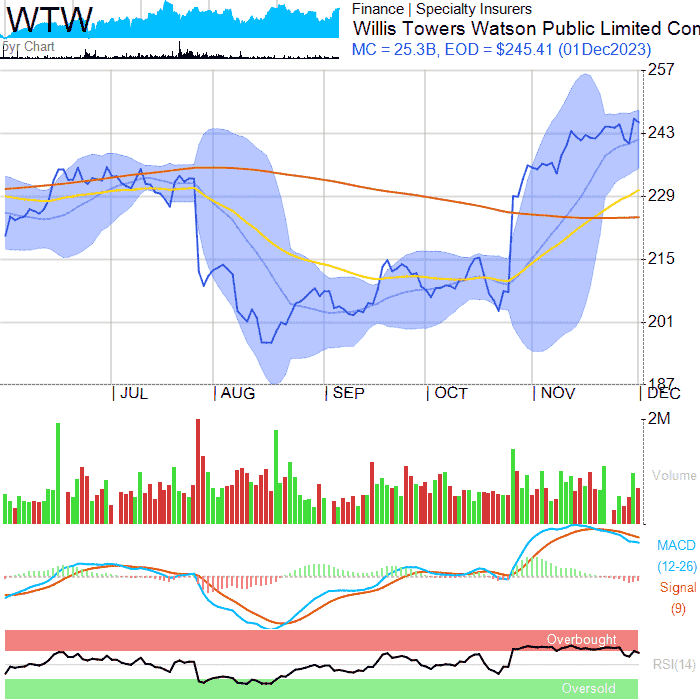 WTW
5yr Chart
Finance | Specialty Insurers
Willis Towers Watson Public Limited Con
MC = 25.3B, EOD = $245.41 (01Dec2023)
257
243
229
215
201
187
JUL AUG SEP OCT NOV DEC
2M
Volume
MACD
(12-26)
Signal
(9)
Overbought
RSI(14)
Oversold